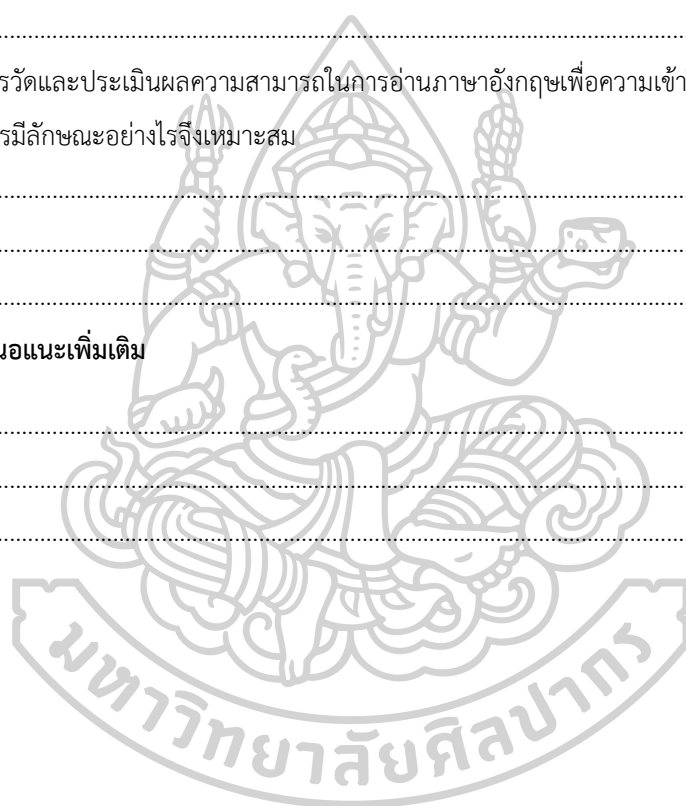 รวัดและประเมินผลความสามารถในการอ่านภาษาอังกฤษเพื่อความเข้า
รมีลักษณะอย่างไรจึงเหมาะสม
นอแนะเพิ่มเติม
มหาวิทยาลัยศิลปากร